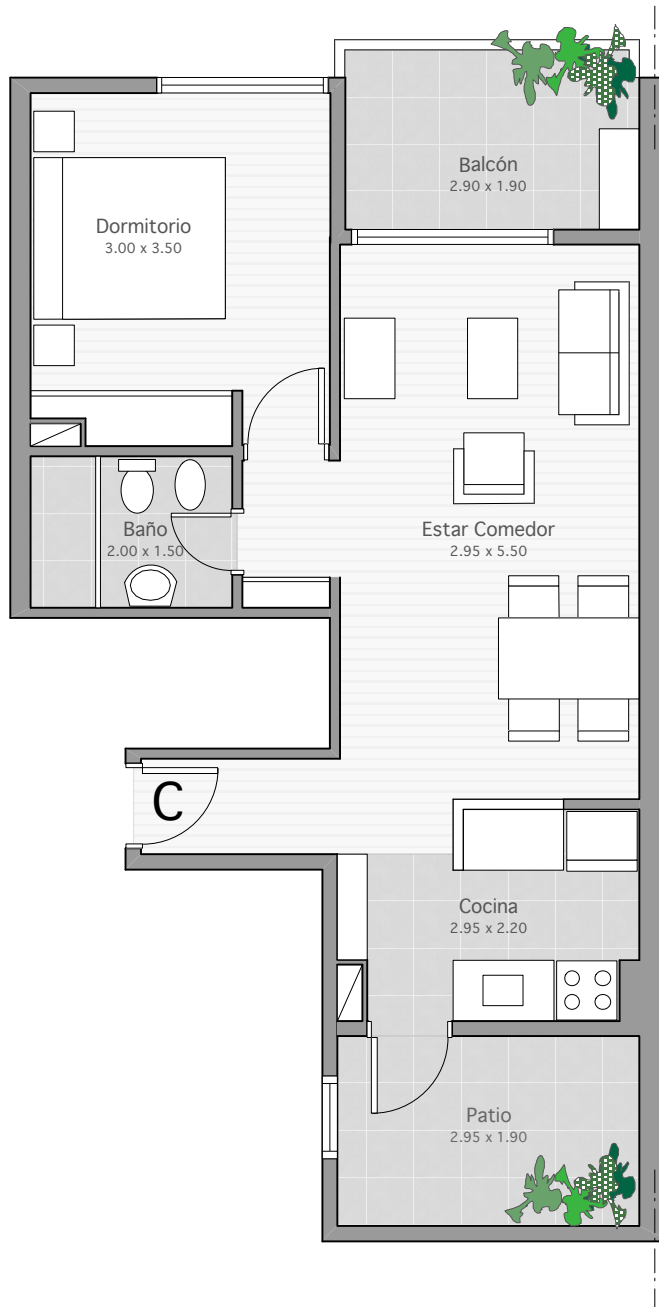 Balcón
2.90 x 1.90
Dormitorio
3.00 x 3.50
Baño
2.00 x 1.50
Estar Comedor
2.95 x 5.50
C
Cocina
2.95 x 2.20
Patio
2.95 x 1.90